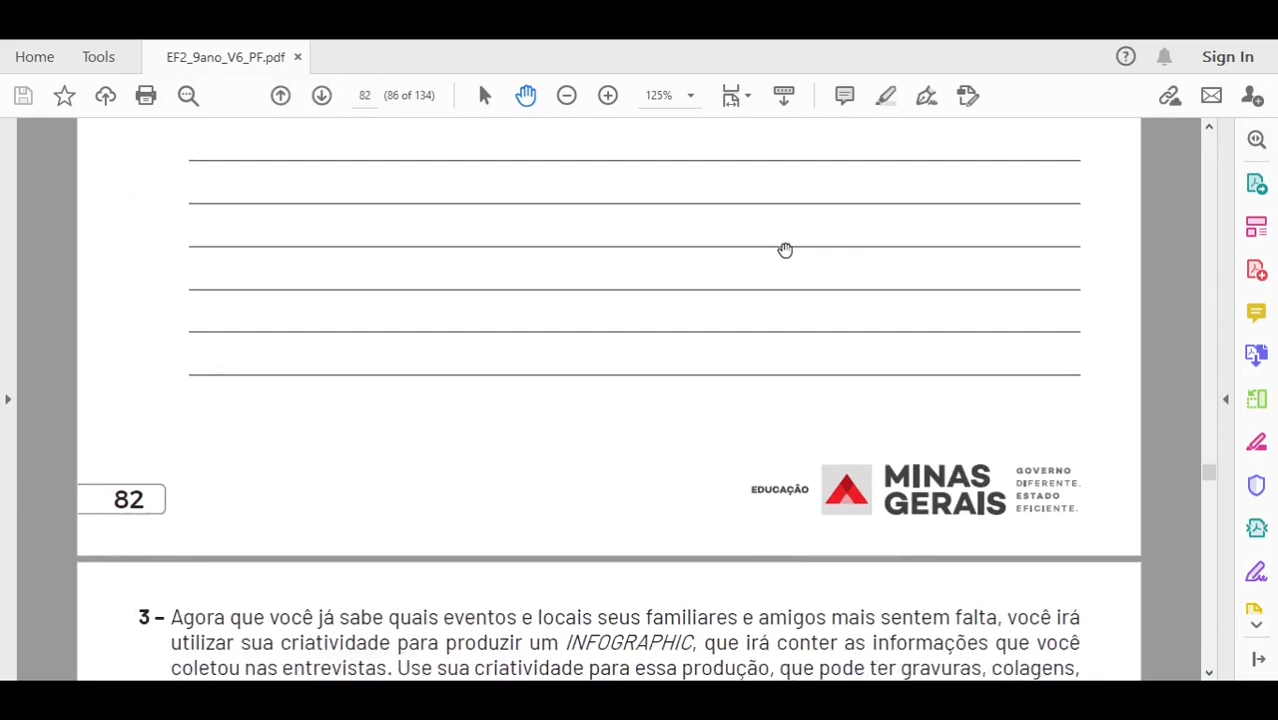 Home Tools EF2_9ano_V6_PF.pdf × Sign In
82 (86 of 134) 125%
EDUCAÇÃO
MINAS
GERAIS
GOVERNO
DIFERENTE.
ESTADO
EFICIENTE.
82
3 – Agora que você já sabe quais eventos e locais seus familiares e amigos mais sentem falta, você irá
utilizar sua criatividade para produzir um INFOGRAPHIC, que irá conter as informações que você
coletou nas entrevistas. Use sua criatividade para essa produção, que pode ter gravuras, colagens,